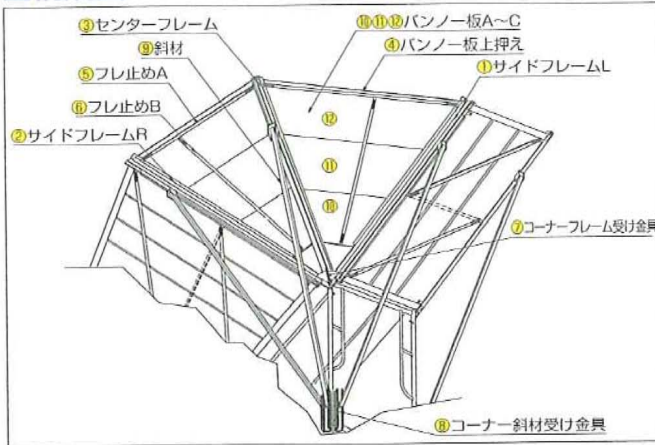 ③センターフレーム
⑩⑪⑫バンノー板A～C
⑨斜材
④バンノー板上押え
⑤フレ止めA
①サイドフレームL
⑥フレ止めB
②サイドフレームR
⑫
⑪
⑩
⑦コーナーフレーム受け金具
⑧コーナー斜材受け金具